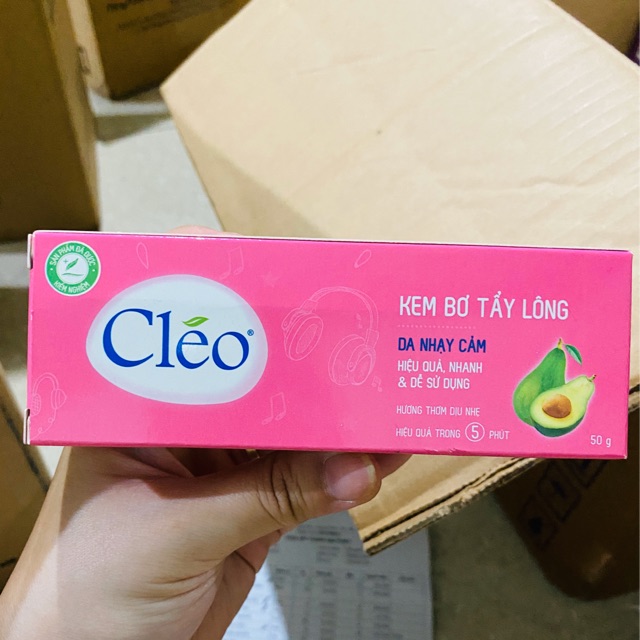 SẢN PHẨM ĐÃ ĐƯỢC
KIỂM NGHIỆM
Cléo®
KEM BƠ TẨY LÔNG
DA NHẠY CẢM
HIỆU QUẢ, NHANH
& DỄ SỬ DỤNG
HƯƠNG THƠM DỊU NHẸ
HIỆU QUẢ TRONG 5 PHÚT
50 g